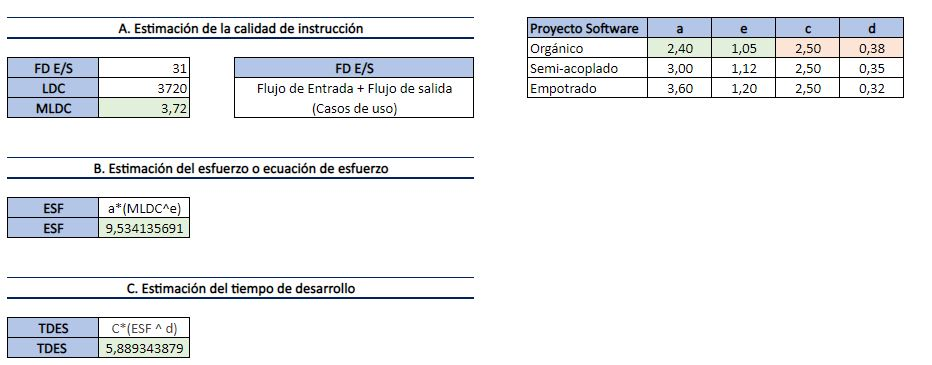 A. Estimación de la calidad de instrucción
FD E/S 31
LDC 3720
MLDC 3,72
FD E/S
Flujo de Entrada + Flujo de salida
(Casos de uso)
Proyecto Software a e c d
Orgánico 2,40 1,05 2,50 0,38
Semi-acoplado 3,00 1,12 2,50 0,35
Empotrado 3,60 1,20 2,50 0,32
B. Estimación del esfuerzo o ecuación de esfuerzo
ESF a*(MLDC^e)
ESF 9,534135691
C. Estimación del tiempo de desarrollo
TDES C*(ESF ^ d)
TDES 5,889343879